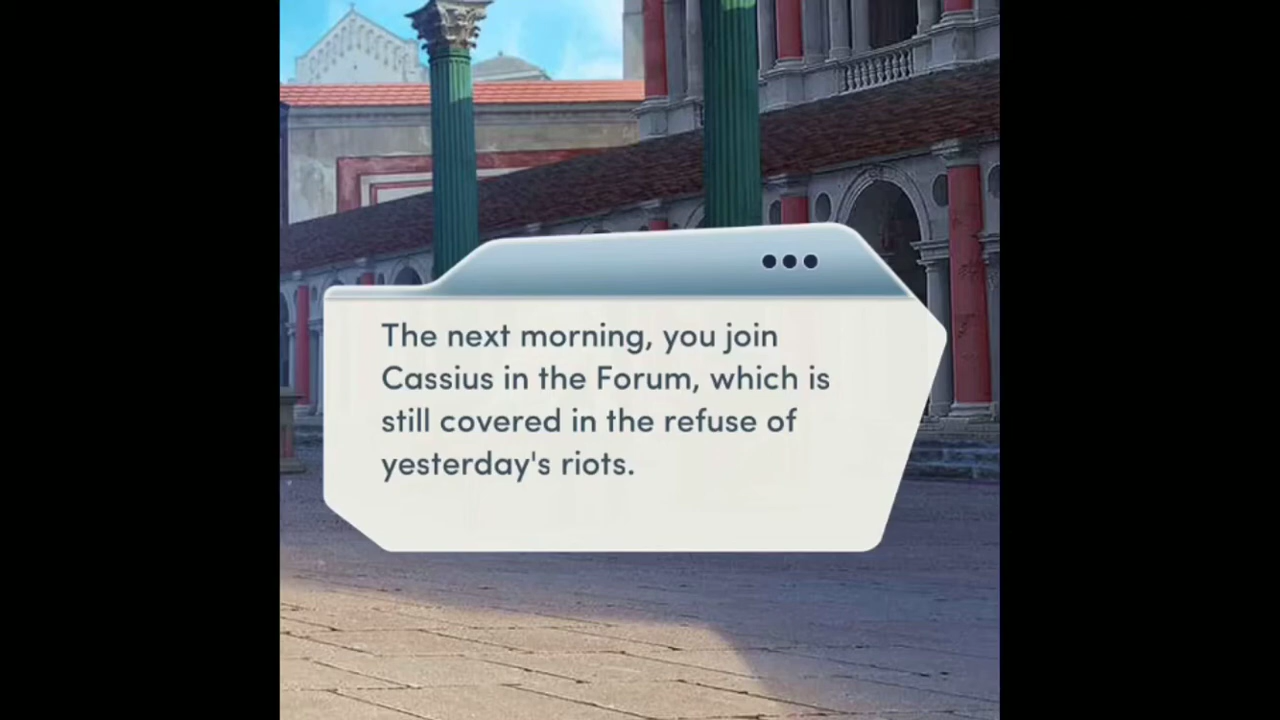 The next morning, you join
Cassius in the Forum, which is
still covered in the refuse of
yesterday's riots.